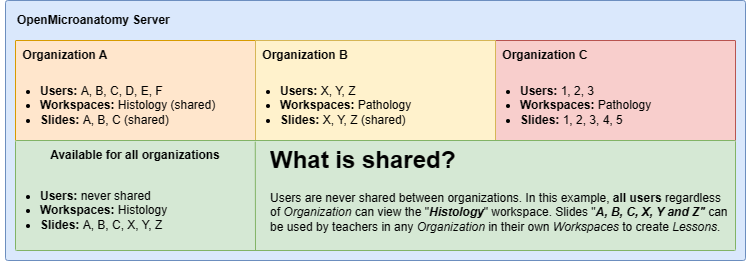 OpenMicroanatomy Server
Organization A
• Users: A, B, C, D, E, F
• Workspaces: Histology (shared)
• Slides: A, B, C (shared)
Organization B
• Users: X, Y, Z
• Workspaces: Pathology
• Slides: X, Y, Z (shared)
Organization C
• Users: 1, 2, 3
• Workspaces: Pathology
• Slides: 1, 2, 3, 4, 5
Available for all organizations
• Users: never shared
• Workspaces: Histology
• Slides: A, B, C, X, Y, Z
What is shared?
Users are never shared between organizations. In this example, all users regardless
of Organization can view the "Histology" workspace. Slides "A, B, C, X, Y and Z" can
be used by teachers in any Organization in their own Workspaces to create Lessons.